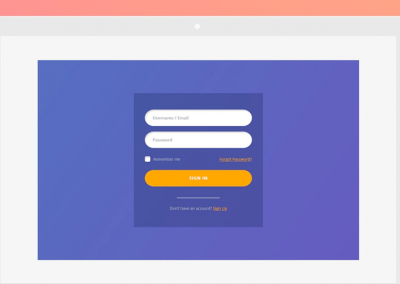 Username / Email
Password
Remember me
Forgot Password?
SIGN IN
Don't have an account? Sign Up